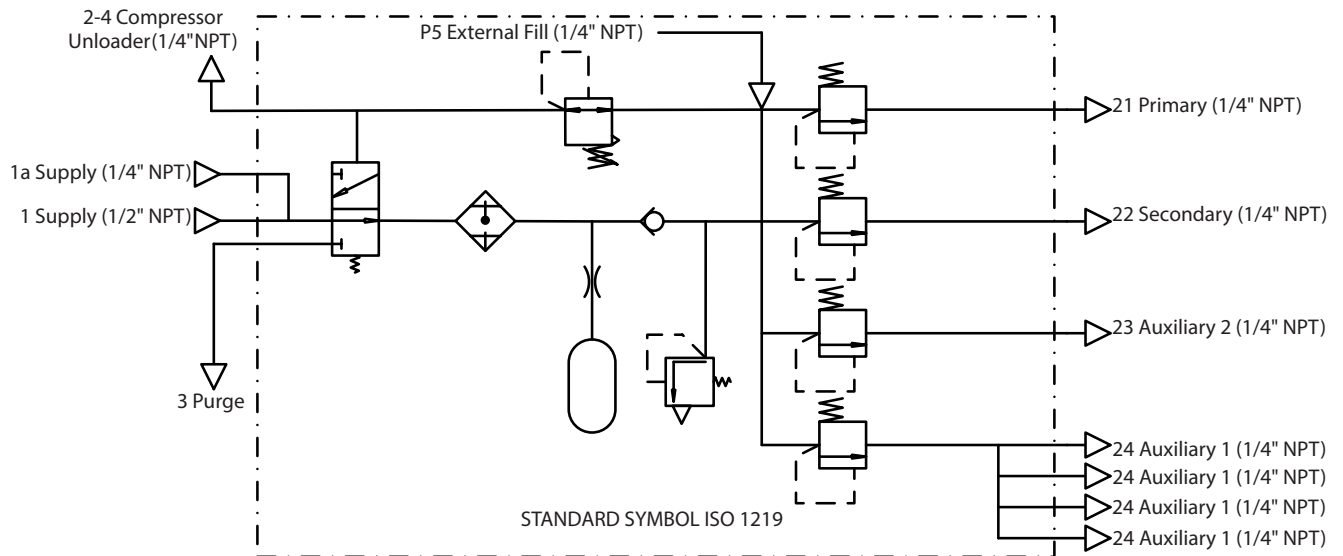 2-4 Compressor
Unloader(1/4"NPT)
P5 External Fill (1/4" NPT)
21 Primary (1/4" NPT)
1a Supply (1/4" NPT)
1 Supply (1/2" NPT)
22 Secondary (1/4" NPT)
23 Auxiliary 2 (1/4" NPT)
3 Purge
24 Auxiliary 1 (1/4" NPT)
24 Auxiliary 1 (1/4" NPT)
24 Auxiliary 1 (1/4" NPT)
24 Auxiliary 1 (1/4" NPT)
STANDARD SYMBOL ISO 1219